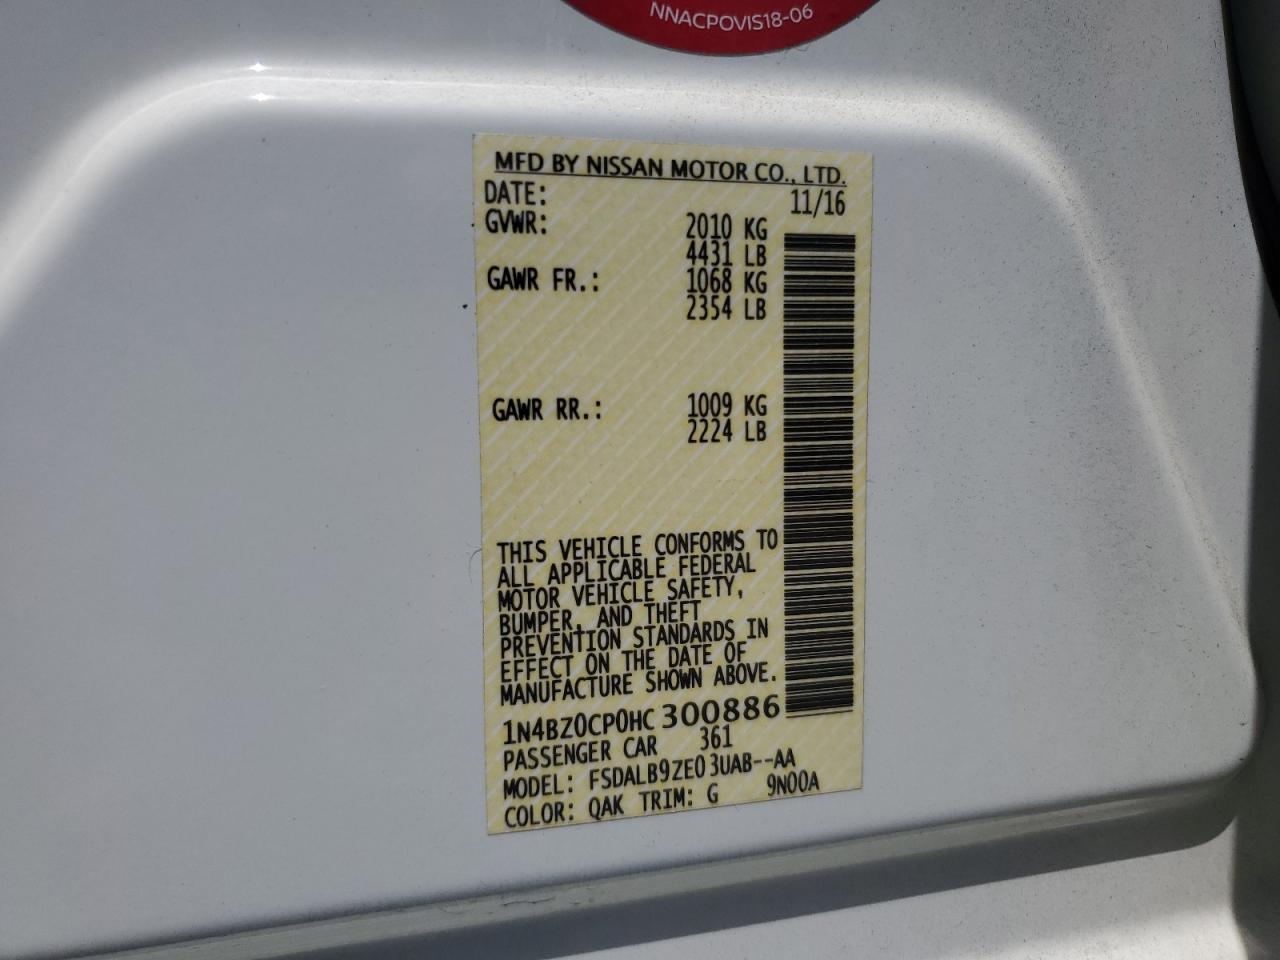 NNACPOVIS18-06
MFD BY NISSAN MOTOR CO., LTD.
DATE: 11/16
GVWR: 2010 KG
4431 LB
GAWR FR.: 1068 KG
2354 LB
GAWR RR.: 1009 KG
2224 LB
THIS VEHICLE CONFORMS TO
ALL APPLICABLE FEDERAL
MOTOR VEHICLE SAFETY,
BUMPER, AND THEFT
PREVENTION STANDARDS IN
EFFECT ON THE DATE OF
MANUFACTURE SHOWN ABOVE.
1N4BZ0CP0HC300886
PASSENGER CAR 361
MODEL: FSDALB9ZE03UAB--AA
COLOR: QAK TRIM: G 9N00A